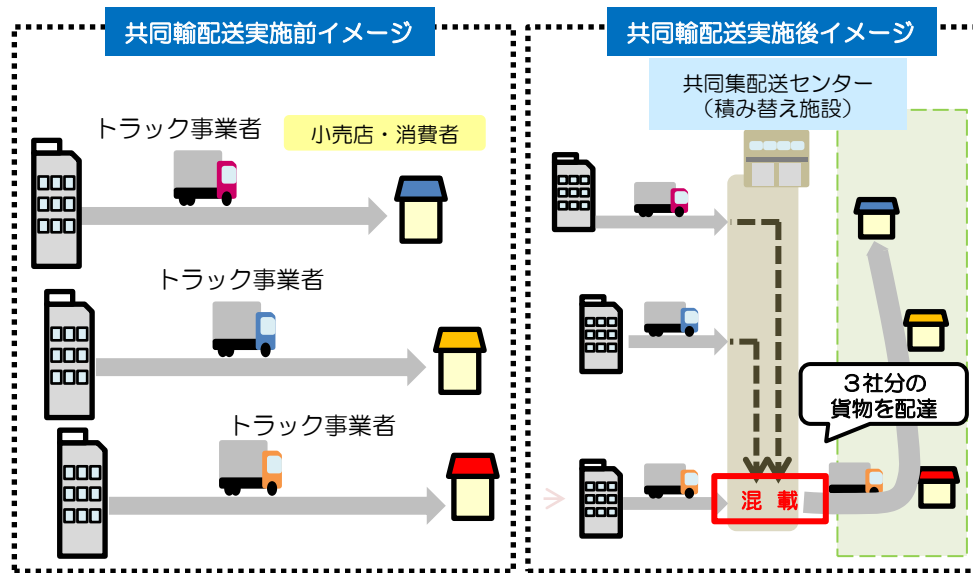 共同輸配送実施前イメージ
トラック事業者
小売店・消費者
トラック事業者
トラック事業者
共同輸配送実施後イメージ
共同集配送センター
（積み替え施設）
３社分の
貨物を配達
混 載